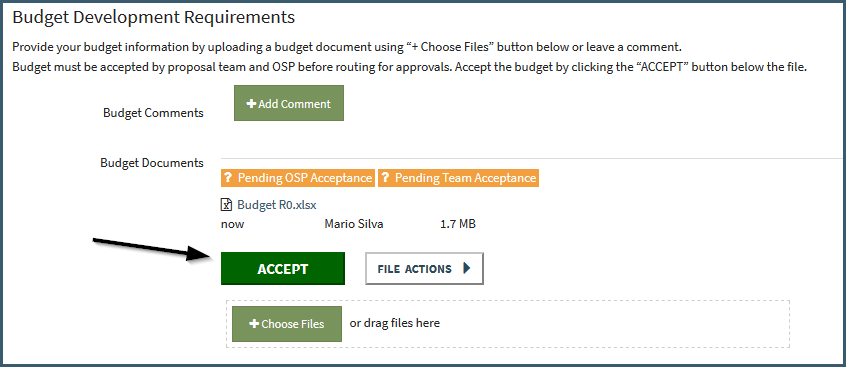 Budget Development Requirements
Provide your budget information by uploading a budget document using “+ Choose Files” button below or leave a comment.
Budget must be accepted by proposal team and OSP before routing for approvals. Accept the budget by clicking the “ACCEPT” button below the file.
Budget Comments
+ Add Comment
Budget Documents
? Pending OSP Acceptance ? Pending Team Acceptance
Budget R0.xlsx
now Mario Silva 1.7 MB
ACCEPT FILE ACTIONS
+ Choose Files or drag files here